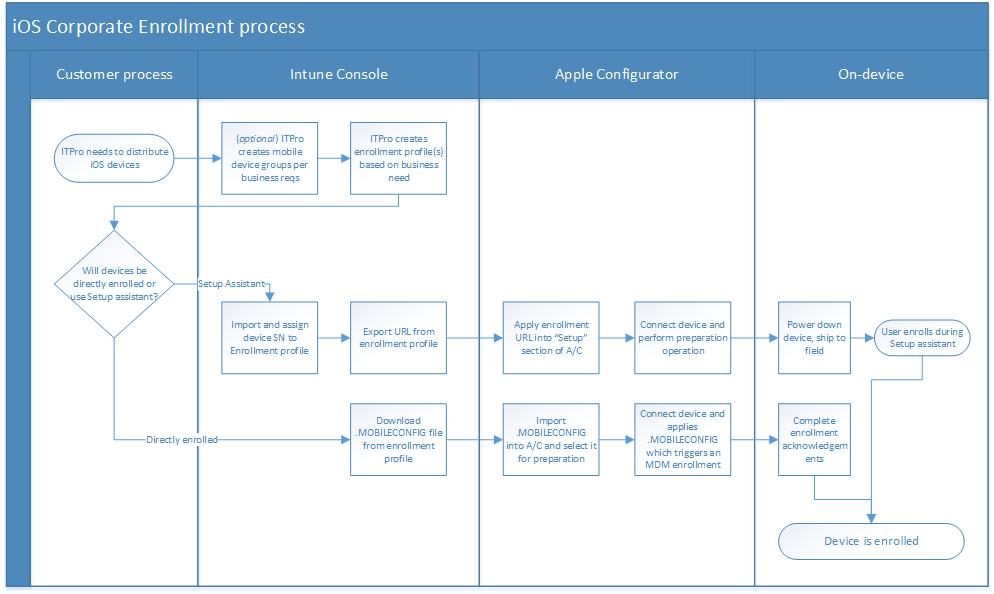 iOS Corporate Enrollment process
Customer process
Intune Console
Apple Configurator
On-device
ITPro needs to distribute
iOS devices
(optional) ITPro
creates mobile
device groups per
business reqs
ITPro creates
enrollment profile(s)
based on business
need
Will devices be
directly enrolled or
use Setup assistant?
Setup Assistant
Import and assign
device SN to
Enrollment profile
Export URL from
enrollment profile
Apply enrollment
URL into “Setup”
section of A/C
Connect device and
perform preparation
operation
Power down
device, ship to
field
User enrolls during
Setup assistant
Directly enrolled
Download
.MOBILECONFIG file
from enrollment
profile
Import
.MOBILECONFIG
into A/C and select it
for preparation
Connect device and
applies
.MOBILECONFIG
which triggers an
MDM enrollment
Complete
enrollment
acknowledgem
ents
Device is enrolled